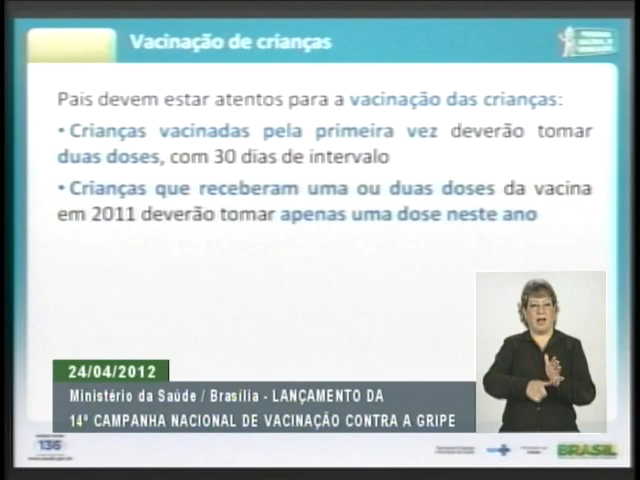 Vacinação de crianças
Pais devem estar atentos para a vacinação das crianças:
• Crianças vacinadas pela primeira vez deverão tomar
duas doses, com 30 dias de intervalo
• Crianças que receberam uma ou duas doses da vacina
em 2011 deverão tomar apenas uma dose neste ano
24/04/2012
Ministério da Saúde / Brasília - LANÇAMENTO DA
14ª CAMPANHA NACIONAL DE VACINAÇÃO CONTRA A GRIPE
136
BRASIL